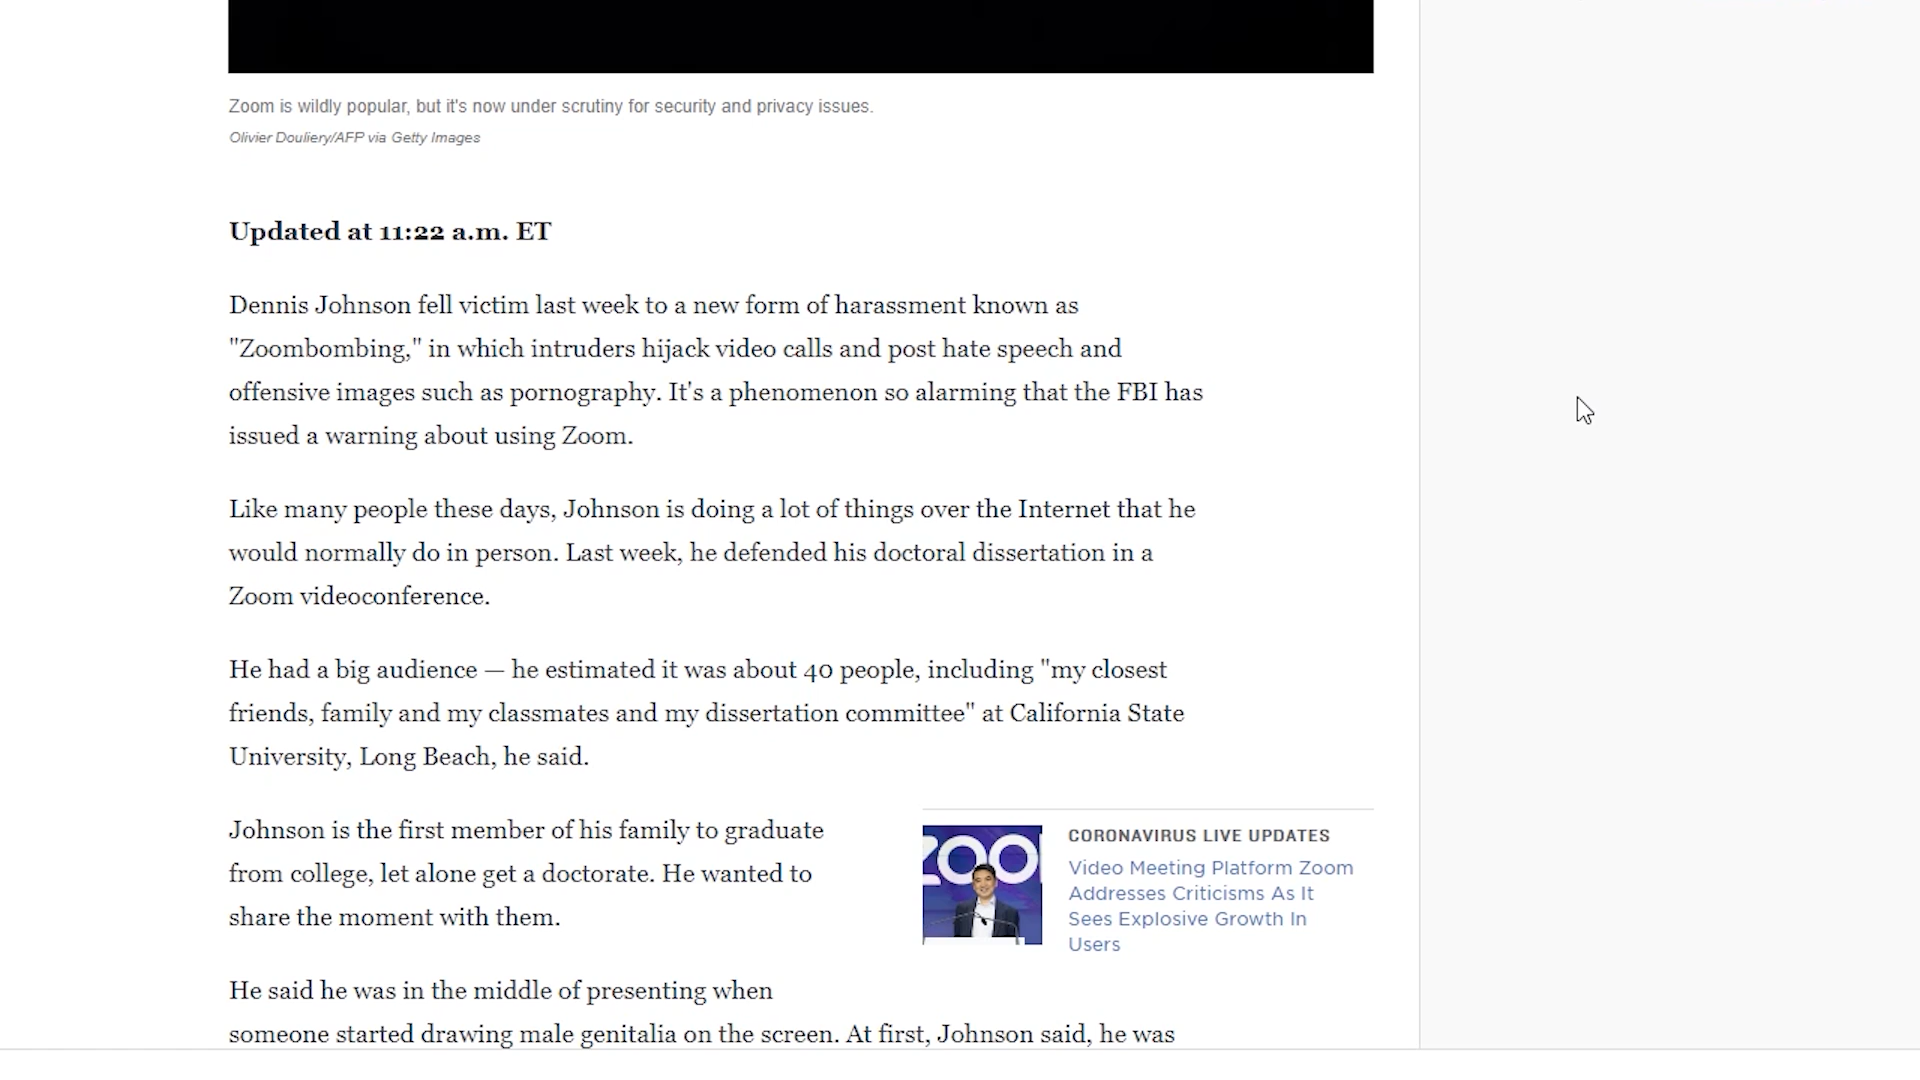 Zoom is wildly popular, but it's now under scrutiny for security and privacy issues.
Olivier Douliery/AFP via Getty Images
Updated at 11:22 a.m. ET
Dennis Johnson fell victim last week to a new form of harassment known as
"Zoombombing," in which intruders hijack video calls and post hate speech and
offensive images such as pornography. It's a phenomenon so alarming that the FBI has
issued a warning about using Zoom.
Like many people these days, Johnson is doing a lot of things over the Internet that he
would normally do in person. Last week, he defended his doctoral dissertation in a
Zoom videoconference.
He had a big audience — he estimated it was about 40 people, including "my closest
friends, family and my classmates and my dissertation committee" at California State
University, Long Beach, he said.
Johnson is the first member of his family to graduate
from college, let alone get a doctorate. He wanted to
share the moment with them.
ZOO
CORONAVIRUS LIVE UPDATES
Video Meeting Platform Zoom
Addresses Criticisms As It
Sees Explosive Growth In
Users
He said he was in the middle of presenting when
someone started drawing male genitalia on the screen. At first, Johnson said, he was